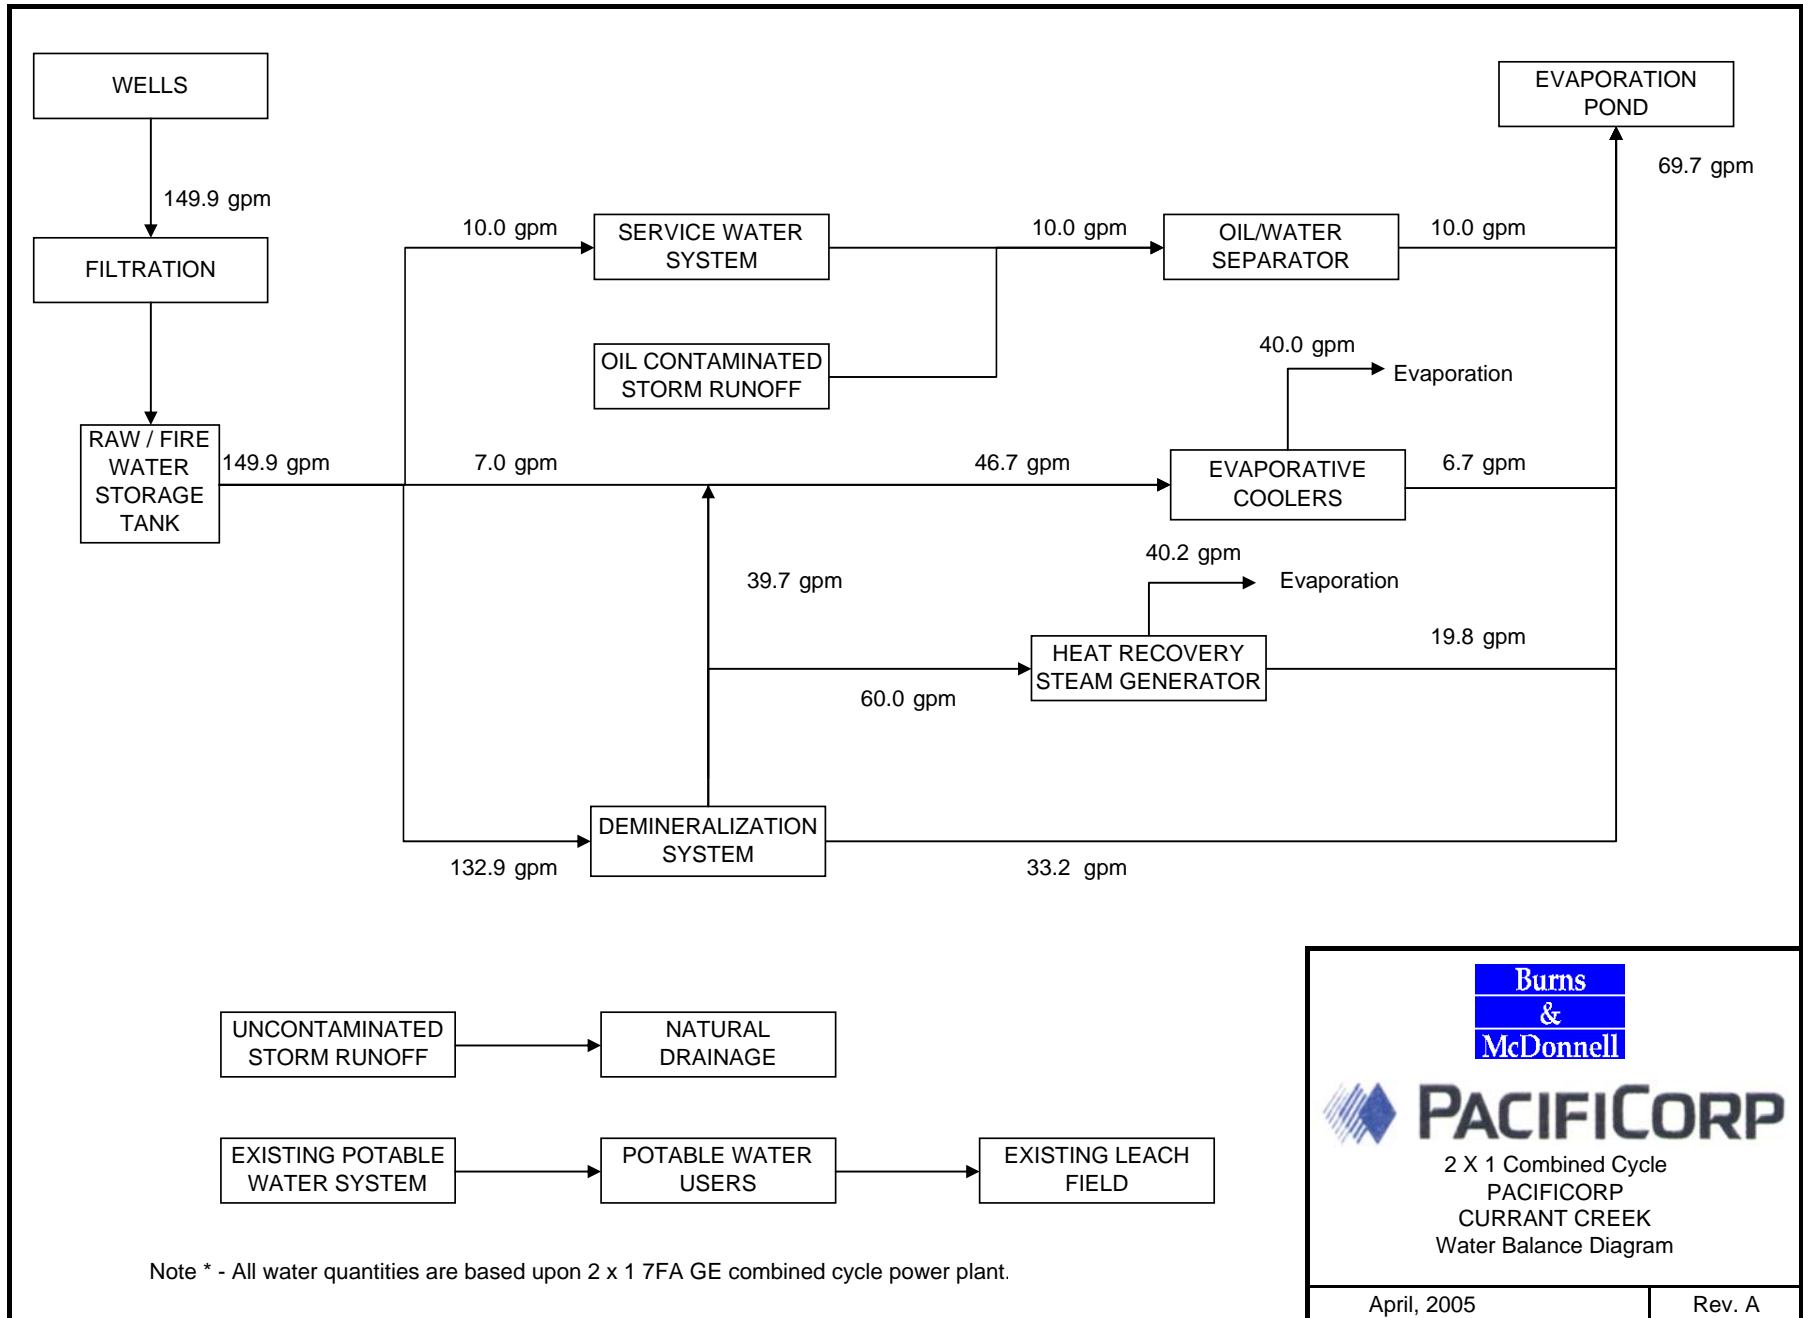 WELLS
EVAPORATION
POND
69.7 gpm
149.9 gpm
FILTRATION
10.0 gpm
SERVICE WATER
SYSTEM
10.0 gpm
OIL/WATER
SEPARATOR
10.0 gpm
OIL CONTAMINATED
STORM RUNOFF
40.0 gpm
Evaporation
RAW / FIRE
WATER
STORAGE
TANK
149.9 gpm
7.0 gpm
46.7 gpm
EVAPORATIVE
COOLERS
6.7 gpm
40.2 gpm
Evaporation
39.7 gpm
HEAT RECOVERY
STEAM GENERATOR
19.8 gpm
60.0 gpm
DEMINERALIZATION
SYSTEM
132.9 gpm
33.2 gpm
UNCONTAMINATED
STORM RUNOFF
NATURAL
DRAINAGE
EXISTING POTABLE
WATER SYSTEM
POTABLE WATER
USERS
EXISTING LEACH
FIELD
Note * - All water quantities are based upon 2 x 1 7FA GE combined cycle power plant.
Burns
&
McDonnell
PACIFICORP
2 X 1 Combined Cycle
PACIFICORP
CURRANT CREEK
Water Balance Diagram
April, 2005
Rev. A